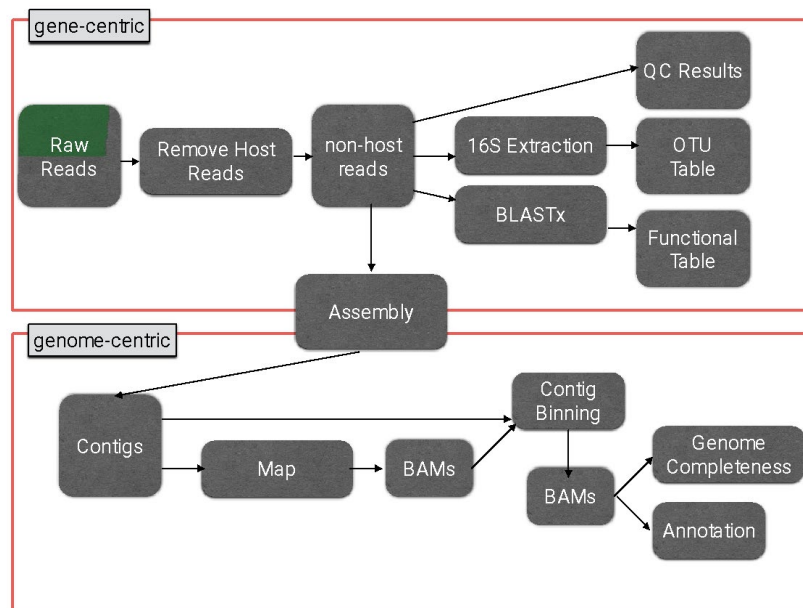 gene-centric
QC Results
Raw
Reads
Remove Host
Reads
non-host
reads
16S Extraction
OTU
Table
BLASTx
Functional
Table
Assembly
genome-centric
Contigs
Map
BAMs
Contig
Binning
BAMs
Genome
Completeness
Annotation